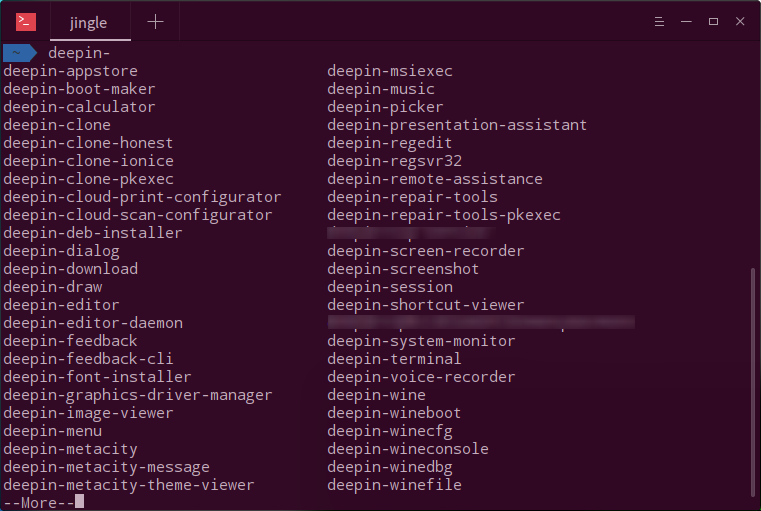 jingle
~ deepin-
deepin-appstore deepin-msiexec
deepin-boot-maker deepin-music
deepin-calculator deepin-picker
deepin-clone deepin-presentation-assistant
deepin-clone-honest deepin-regedit
deepin-clone-ionice deepin-regsvr32
deepin-clone-pkexec deepin-remote-assistance
deepin-cloud-print-configurator deepin-repair-tools
deepin-cloud-scan-configurator deepin-repair-tools-pkexec
deepin-deb-installer
deepin-dialog deepin-screen-recorder
deepin-download deepin-screenshot
deepin-draw deepin-session
deepin-editor deepin-shortcut-viewer
deepin-editor-daemon
deepin-feedback deepin-system-monitor
deepin-feedback-cli deepin-terminal
deepin-font-installer deepin-voice-recorder
deepin-graphics-driver-manager deepin-wine
deepin-image-viewer deepin-wineboot
deepin-menu deepin-winecfg
deepin-metacity deepin-wineconsole
deepin-metacity-message deepin-winedbg
deepin-metacity-theme-viewer deepin-winefile
--More--